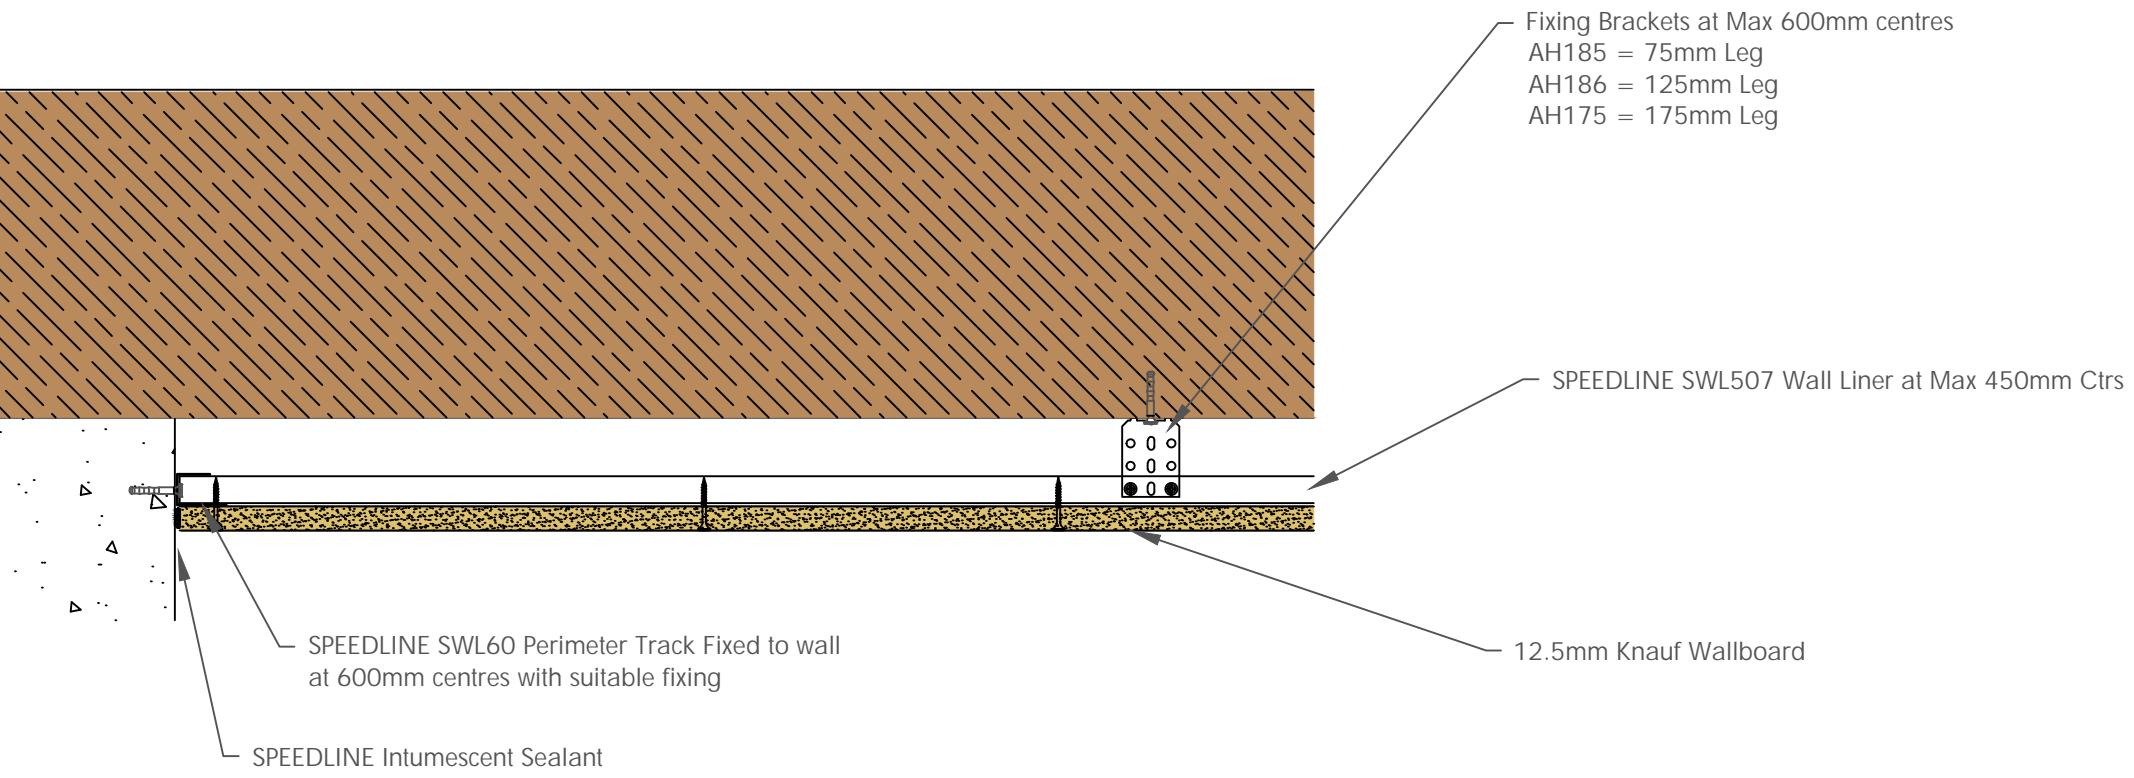 Fixing Brackets at Max 600mm centres
AH185 = 75mm Leg
AH186 = 125mm Leg
AH175 = 175mm Leg
SPEEDLINE SWL507 Wall Liner at Max 450mm Ctrs
SPEEDLINE SWL60 Perimeter Track Fixed to wall
at 600mm centres with suitable fixing
12.5mm Knauf Wallboard
SPEEDLINE Intumescent Sealant